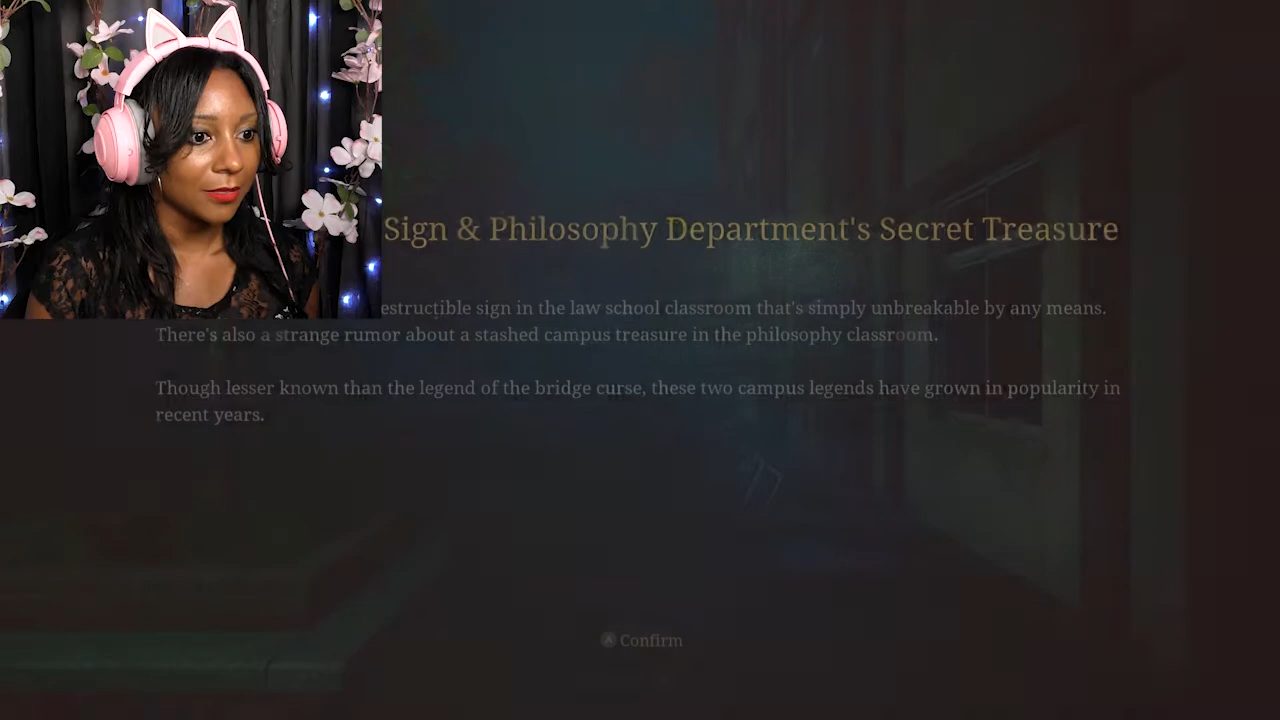 Sign & Philosophy Department's Secret Treasure
estructible sign in the law school classroom that's simply unbreakable by any means.
There's also a strange rumor about a stashed campus treasure in the philosophy classroom.
Though lesser known than the legend of the bridge curse, these two campus legends have grown in popularity in
recent years.
A Confirm